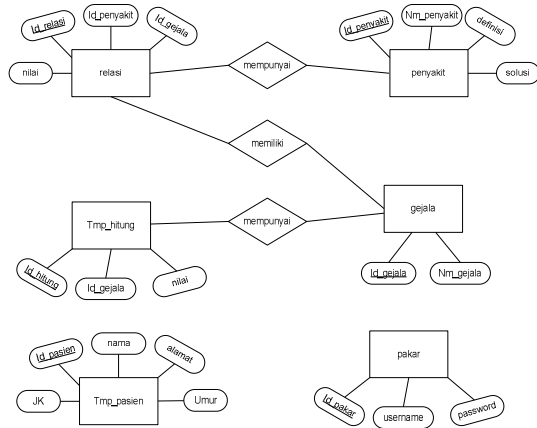 Id_relasi
Id_penyakit
Id_gejala
nilai
relasi
mempunyai
Id_penyakit
Nm_penyakit
definisi
penyakit
solusi
memiliki
Tmp_hitung
mempunyai
gejala
Id_hitung
Id_gejala
nilai
Id_gejala
Nm_gejala
Id_pasien
nama
alamat
JK
Tmp_pasien
Umur
pakar
Id_pakar
username
password